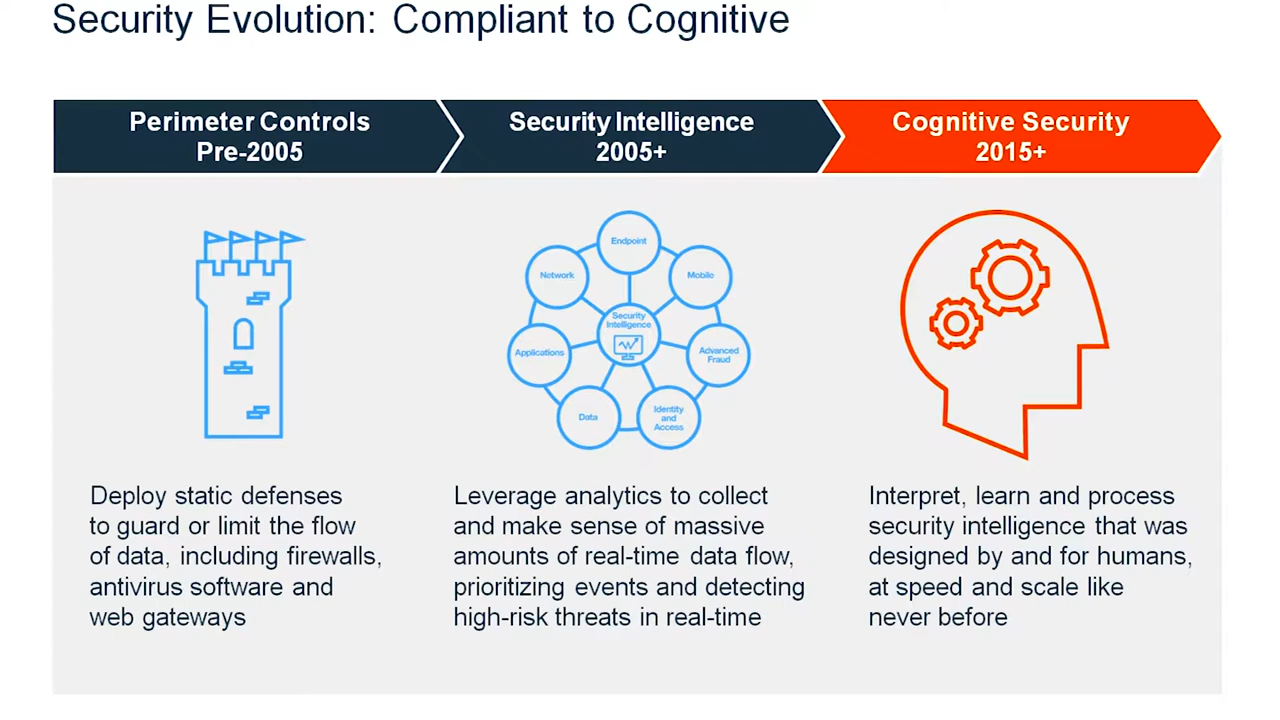 Security Evolution: Compliant to Cognitive
Perimeter Controls
Pre-2005
Security Intelligence
2005+
Cognitive Security
2015+
Endpoint
Network
Mobile
Security
Intelligence
Applications
Advanced
Fraud
Data
Identity
and
Access
Deploy static defenses
to guard or limit the flow
of data, including firewalls,
antivirus software and
web gateways
Leverage analytics to collect
and make sense of massive
amounts of real-time data flow,
prioritizing events and detecting
high-risk threats in real-time
Interpret, learn and process
security intelligence that was
designed by and for humans,
at speed and scale like
never before